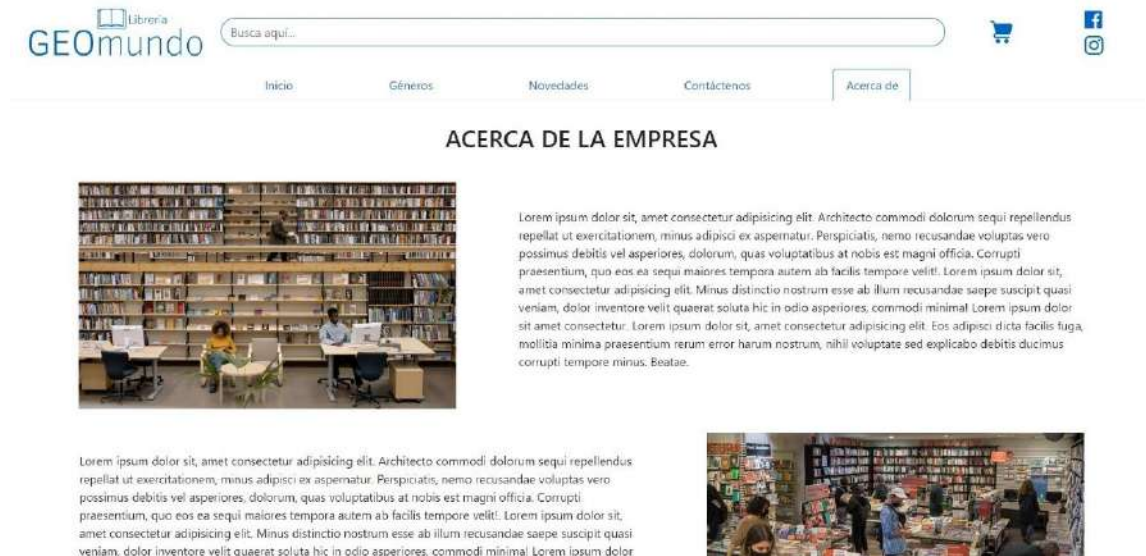 Librería
GEOmundo
Busca aquí...
Inicio
Géneros
Novedades
Contáctenos
Acerca de
ACERCA DE LA EMPRESA
Lorem ipsum dolor sit, amet consectetur adipisicing elit. Architecto commodi dolorum sequi repellendus
repellat ut exercitationem, minus adipisci ex aspernatur. Perspiciatis, nemo recusandae voluptas vero
possimus debitis vel asperiores, dolorum, quas voluptatibus at nobis est magni officia. Corrupti
praesentium, quo eos ea sequi maiores tempora autem ab facilis tempore velit!. Lorem ipsum dolor sit,
amet consectetur adipisicing elit. Minus distinctio nostrum esse ab illum recusandae saepe suscipit quasi
veniam, dolor inventore velit quaerat soluta hic in odio asperiores, commodi minima! Lorem ipsum dolor
sit amet consectetur. Lorem ipsum dolor sit, amet consectetur adipisicing elit. Eos adipisci dicta facilis fuga,
mollitia minima praesentium rerum error harum nostrum, nihil voluptate sed explicabo debitis ducimus
corrupti tempore minus. Beatae.
Lorem ipsum dolor sit, amet consectetur adipisicing elit. Architecto commodi dolorum sequi repellendus
repellat ut exercitationem, minus adipisci ex aspernatur. Perspiciatis, nemo recusandae voluptas vero
possimus debitis vel asperiores, dolorum, quas voluptatibus at nobis est magni officia. Corrupti
praesentium, quo eos ea sequi maiores tempora autem ab facilis tempore velit!. Lorem ipsum dolor sit,
amet consectetur adipisicing elit. Minus distinctio nostrum esse ab illum recusandae saepe suscipit quasi
veniam, dolor inventore velit quaerat soluta hic in odio asperiores, commodi minima! Lorem ipsum dolor